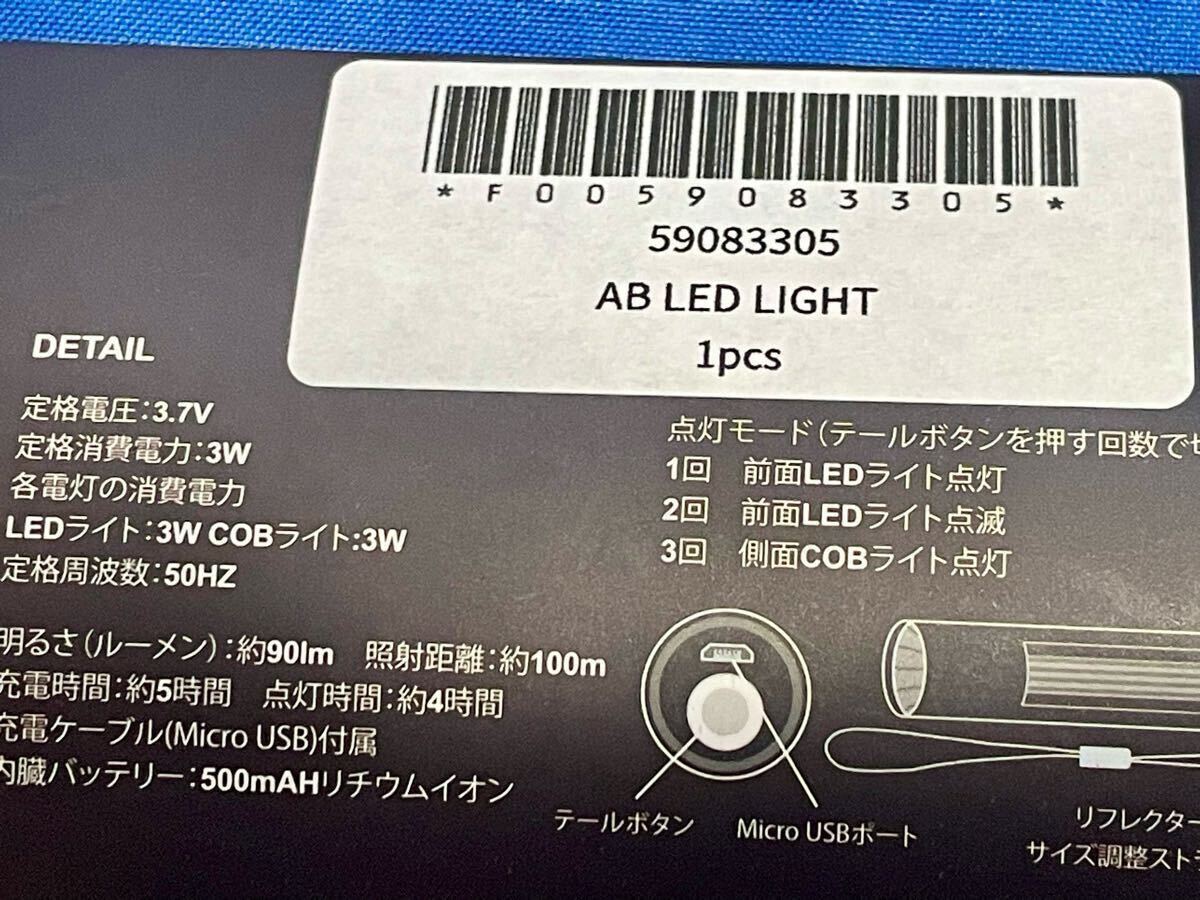 *F0059083305*
59083305
AB LED LIGHT
1pcs
DETAIL
定格電圧:3.7V
定格消費電力:3W
各電灯の消費電力
LEDライト:3W COBライト:3W
定格周波数:50HZ
明るさ(ルーメン):約90lm 照射距離:約100m
充電時間:約5時間 点灯時間:約4時間
充電ケーブル(Micro USB)付属
内臓バッテリー:500mAHリチウムイオン
点灯モード(テールボタンを押す回数で
1回 前面LEDライト点灯
2回 前面LEDライト点滅
3回 側面COBライト点灯
テールボタン
Micro USBポート
リフレクター
サイズ調整スト